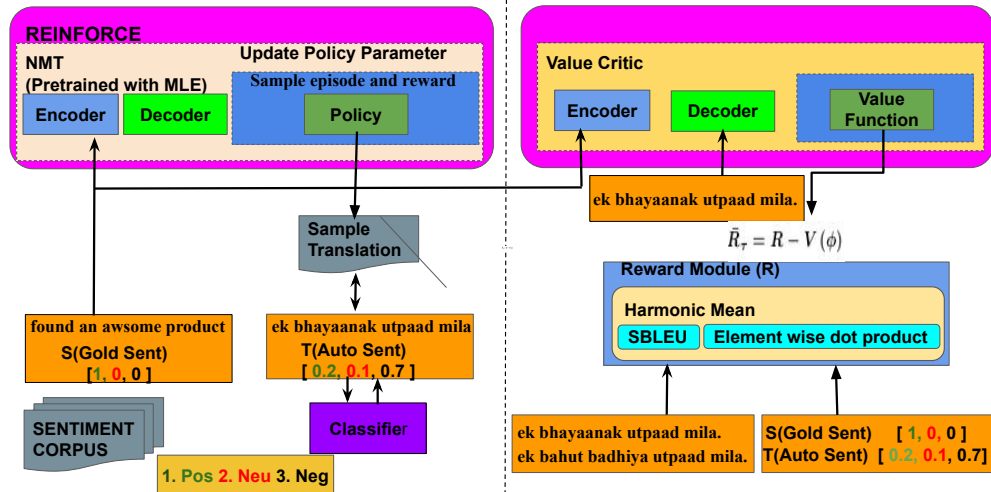 REINFORCE
NMT
(Pretrained with MLE)
Update Policy Parameter
Sample episode and reward
Encoder
Decoder
Policy
Sample
Translation
found an awsome product
S(Gold Sent)
[1, 0, 0 ]
ek bhayaanak utpaad mila
T(Auto Sent)
[ 0.2, 0.1, 0.7 ]
SENTIMENT
CORPUS
Classifier
1. Pos 2. Neu 3. Neg
Value Critic
Encoder
Decoder
Value
Function
ek bhayaanak utpaad mila.
R̄τ = R − V(ϕ)
Reward Module (R)
Harmonic Mean
SBLEU
Element wise dot product
ek bhayaanak utpaad mila.
ek bahut badhiya utpaad mila.
S(Gold Sent) [ 1, 0, 0 ]
T(Auto Sent) [ 0.2, 0.1, 0.7]